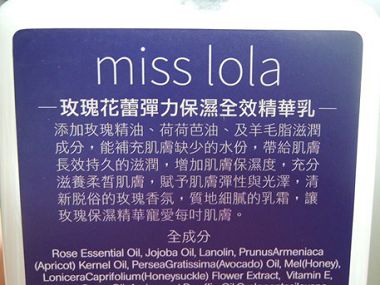 miss lola
玫瑰花蕾彈力保濕全效精華乳
添加玫瑰精油、荷荷芭油、及羊毛脂滋潤
成分，能補充肌膚缺少的水份，帶給肌膚
長效持久的滋潤，增加肌膚保濕度，充分
滋養柔皙肌膚，賦予肌膚彈性與光澤，清
新脫俗的玫瑰香氛，質地細膩的乳霜，讓
玫瑰保濕精華寵愛每吋肌膚。
全成分
Rose Essential Oil, Jojoba Oil, Lanolin, PrunusArmeniaca
(Apricot) Kernel Oil, PerseaGratissima(Avocado) Oil, Mel(Honey),
LoniceraCaprifolium(Honeysuckle) Flower Extract, Vitamin E,